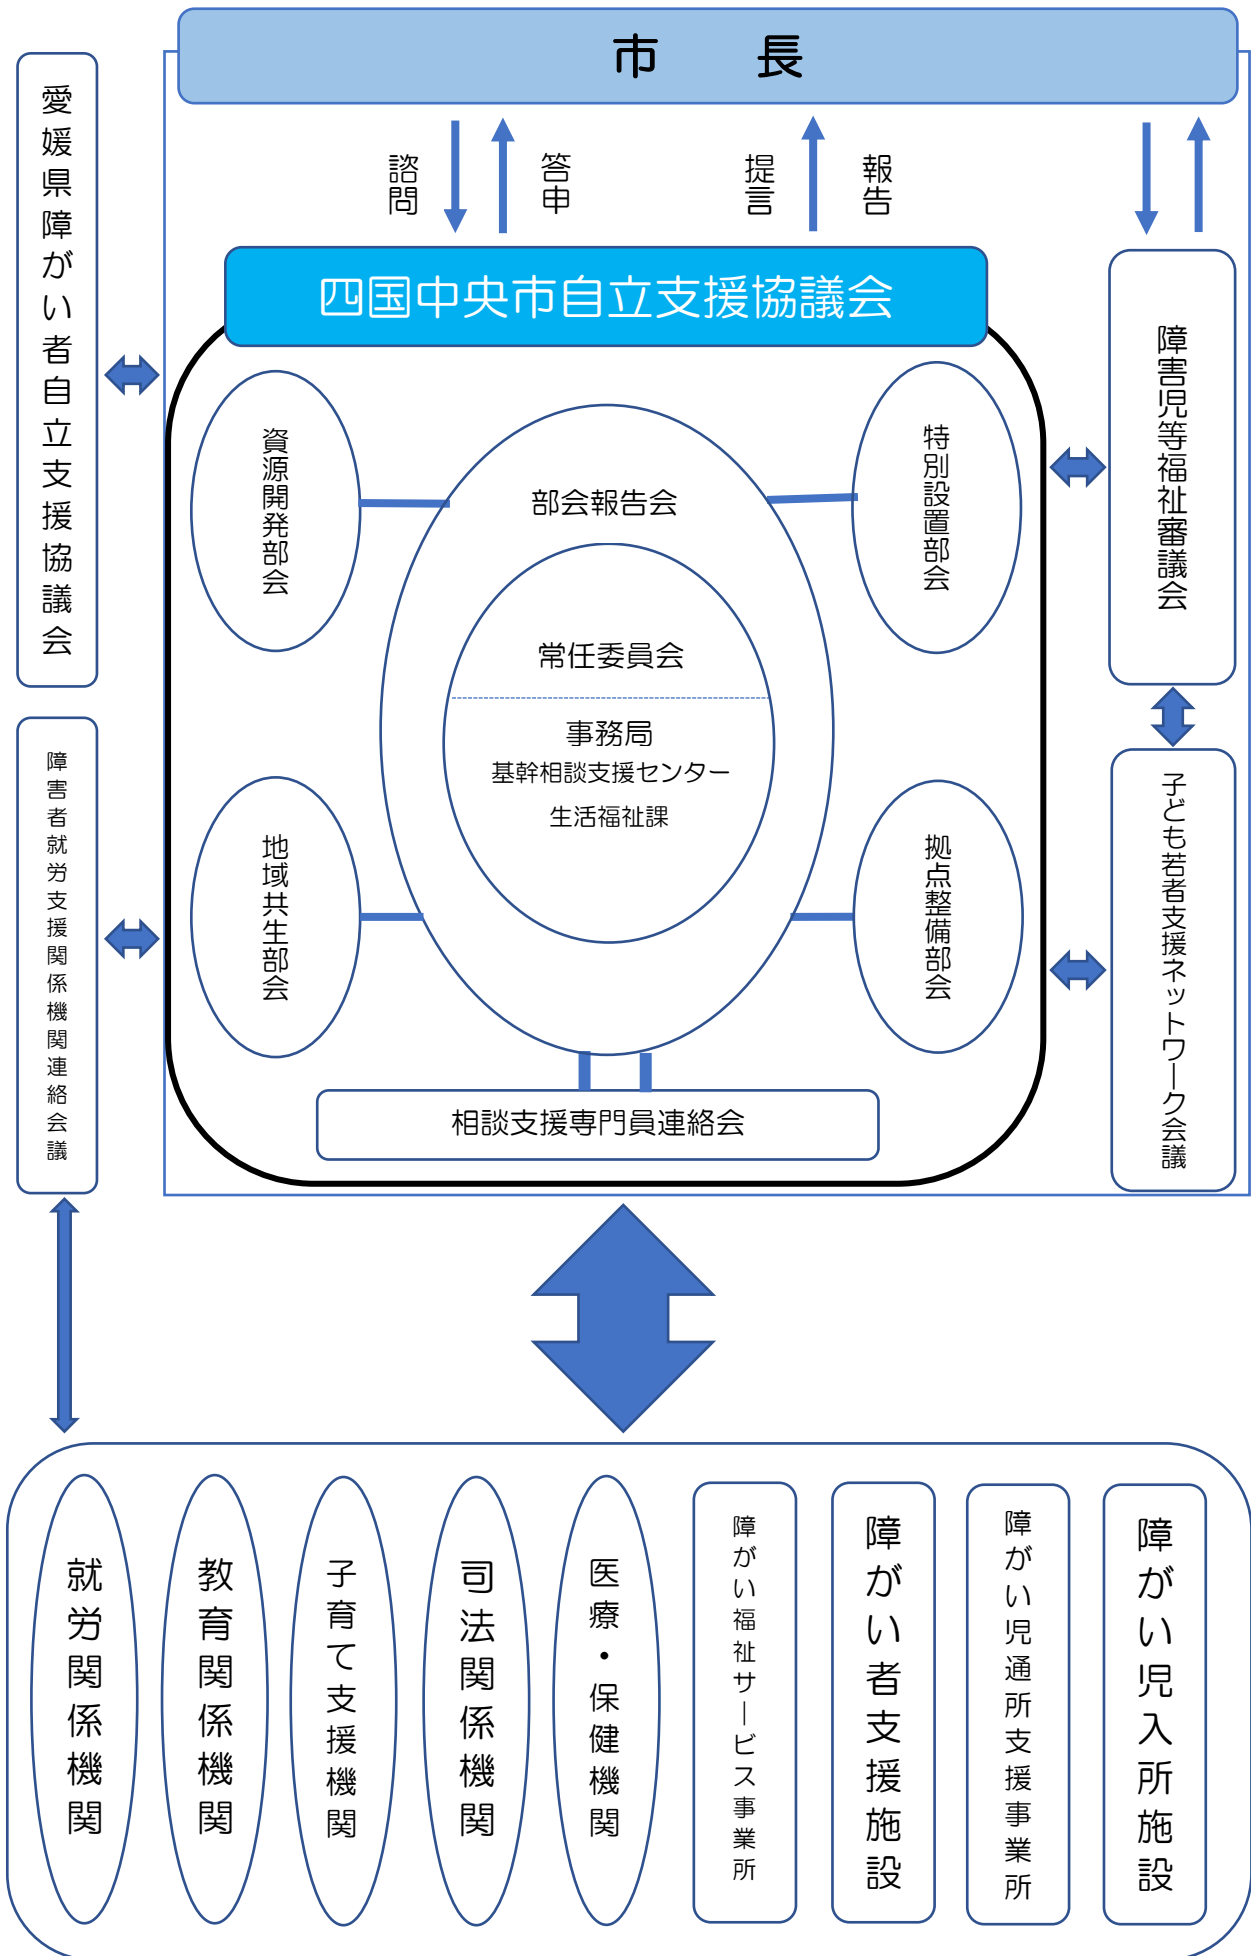 市 長
諮問
答申
提言
報告
愛媛県障がい者自立支援協議会
四国中央市自立支援協議会
障害児等福祉審議会
資源開発部会
部会報告会
特別設置部会
常任委員会
事務局
基幹相談支援センター
生活福祉課
障害者就労支援関係機関連絡会議
地域共生部会
拠点整備部会
子ども若者支援ネットワーク会議
相談支援専門員連絡会
就労関係機関
教育関係機関
子育て支援機関
司法関係機関
医療・保健機関
障がい福祉サービス事業所
障がい者支援施設
障がい児通所支援事業所
障がい児入所施設